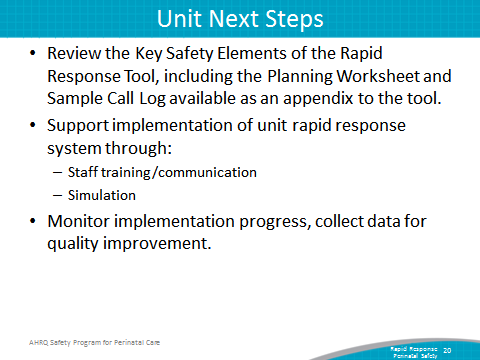 Unit Next Steps
• Review the Key Safety Elements of the Rapid
Response Tool, including the Planning Worksheet and
Sample Call Log available as an appendix to the tool.
• Support implementation of unit rapid response
system through:
– Staff training/communication
– Simulation
• Monitor implementation progress, collect data for
quality improvement.
AHRQ Safety Program for Perinatal Care
Rapid Response 20
Perinatal Safety